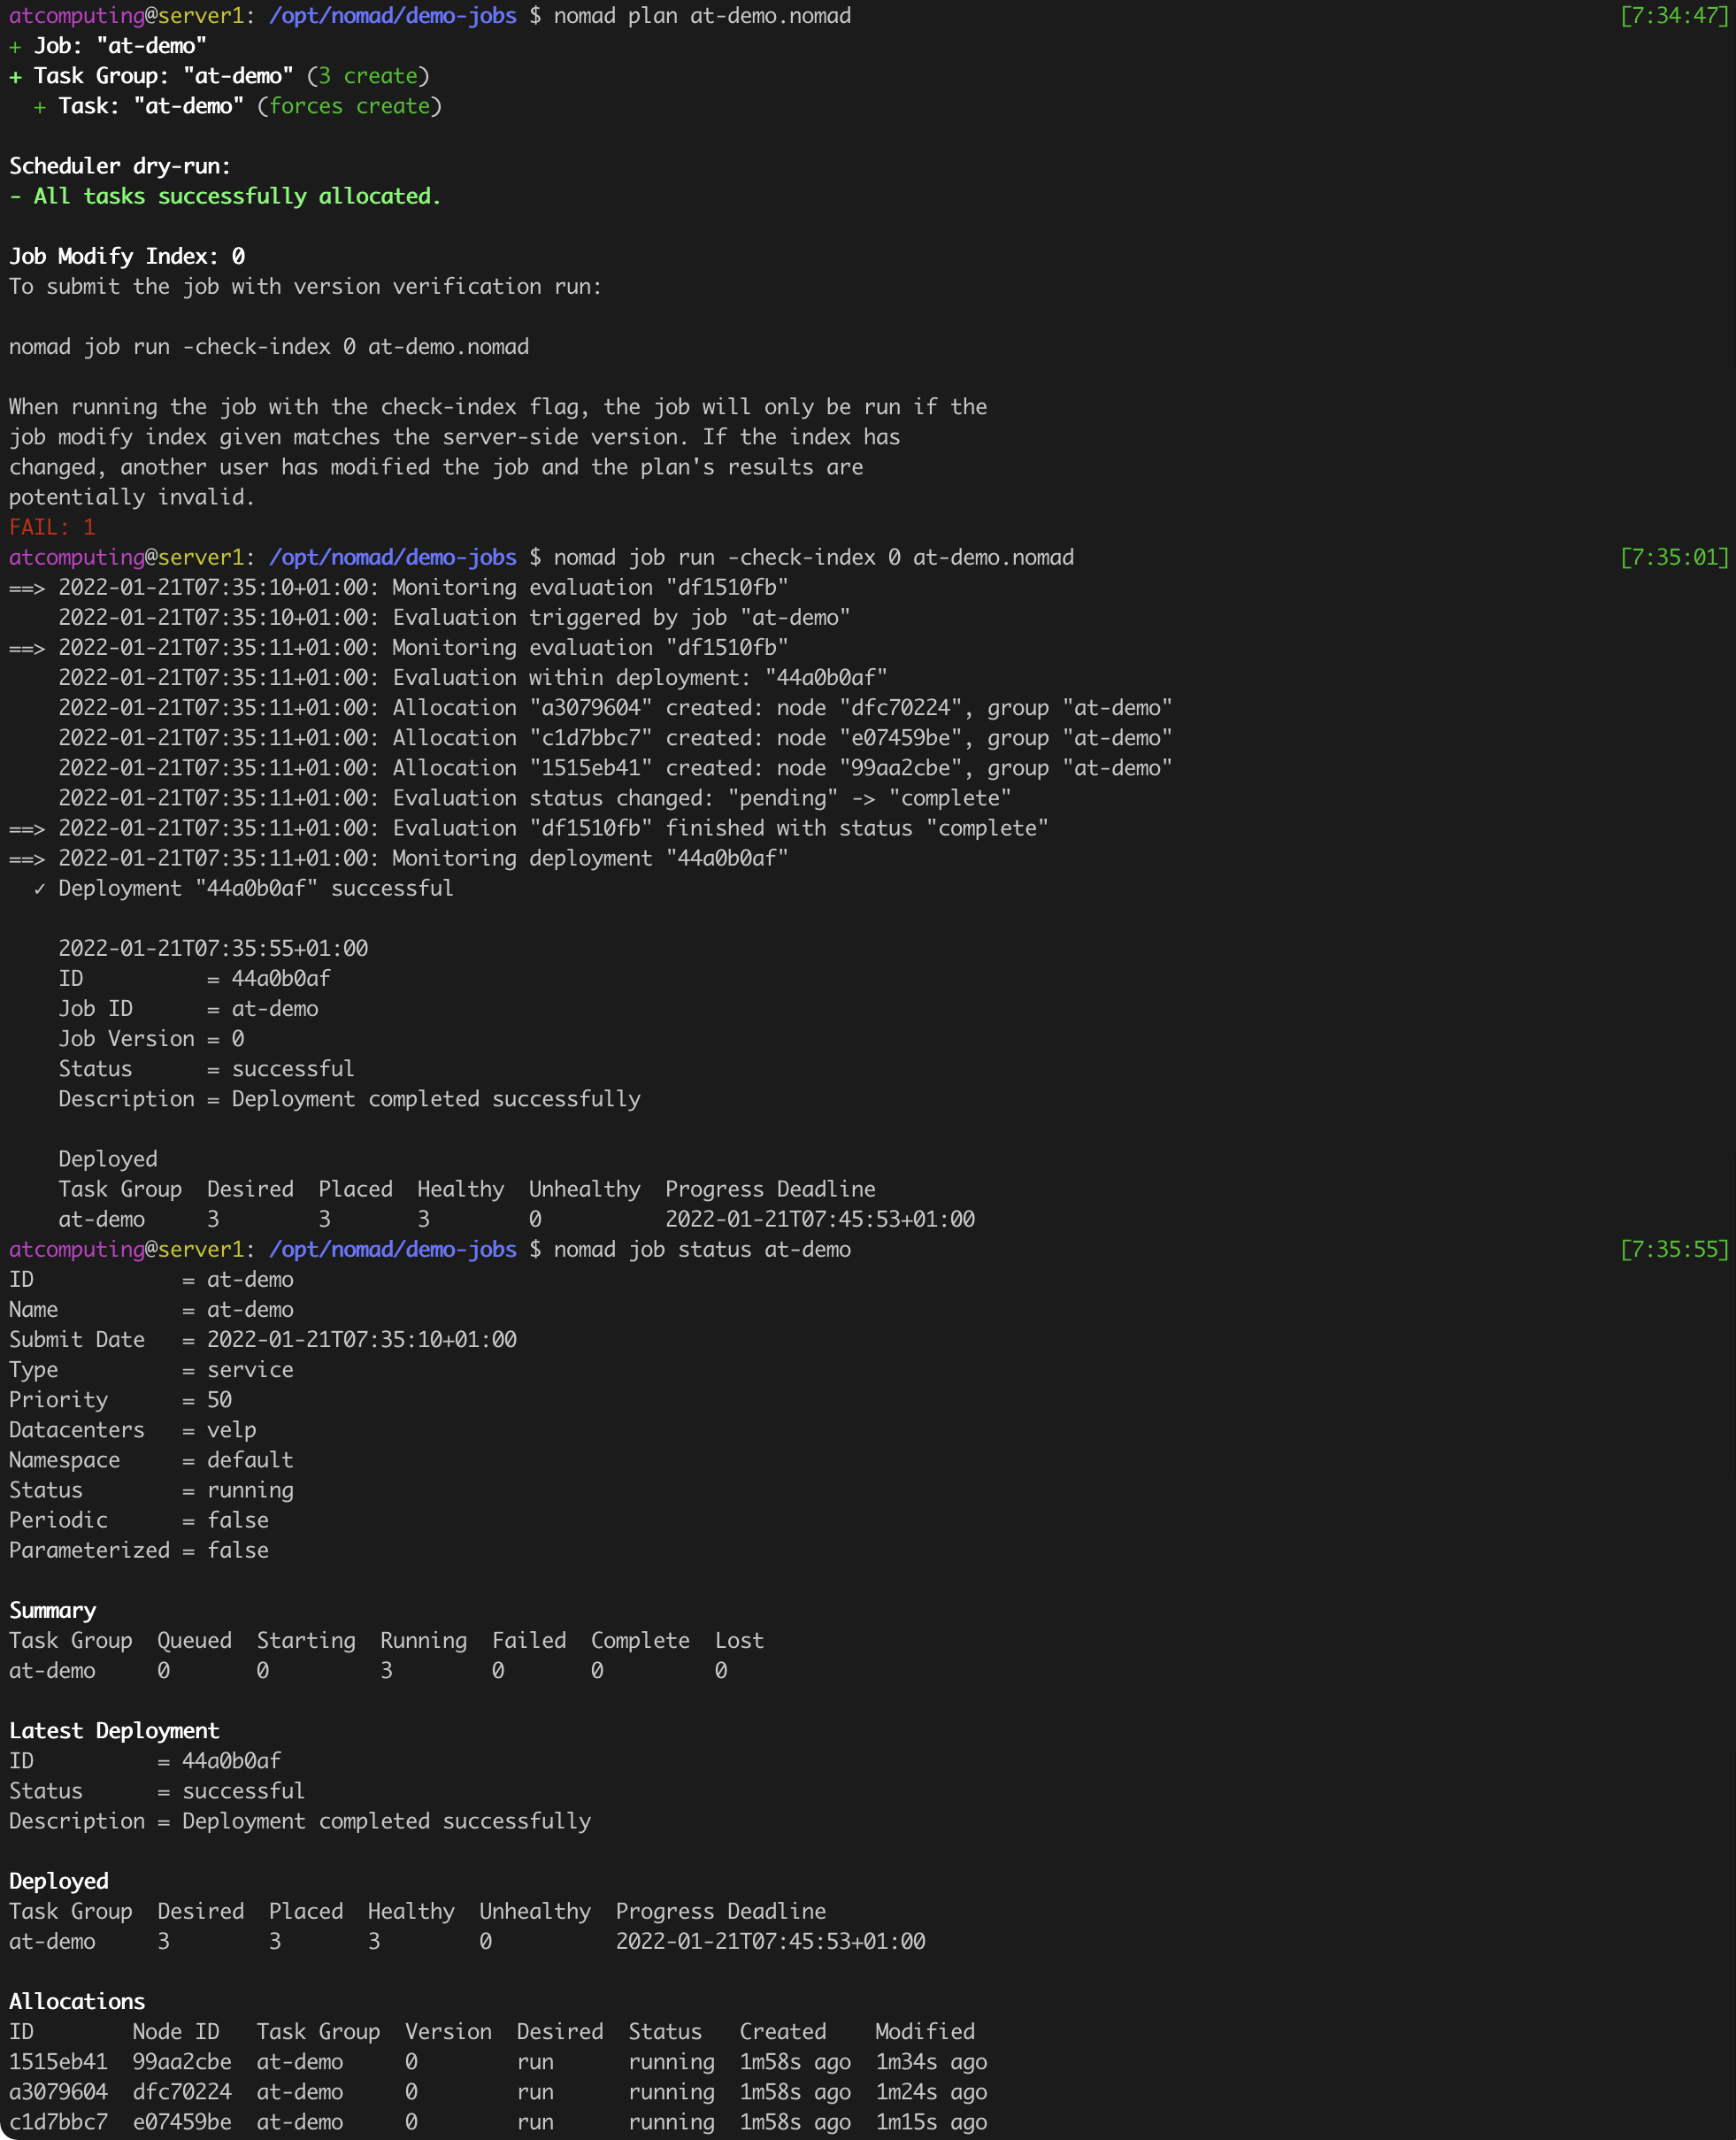 atcomputing@server1: /opt/nomad/demo-jobs $ nomad plan at-demo.nomad [7:34:47]
+ Job: "at-demo"
+ Task Group: "at-demo" (3 create)
  + Task: "at-demo" (forces create)

Scheduler dry-run:
- All tasks successfully allocated.

Job Modify Index: 0
To submit the job with version verification run:

nomad job run -check-index 0 at-demo.nomad

When running the job with the check-index flag, the job will only be run if the
job modify index given matches the server-side version. If the index has
changed, another user has modified the job and the plan's results are
potentially invalid.
FAIL: 1
atcomputing@server1: /opt/nomad/demo-jobs $ nomad job run -check-index 0 at-demo.nomad [7:35:01]
==> 2022-01-21T07:35:10+01:00: Monitoring evaluation "df1510fb"
    2022-01-21T07:35:10+01:00: Evaluation triggered by job "at-demo"
==> 2022-01-21T07:35:11+01:00: Monitoring evaluation "df1510fb"
    2022-01-21T07:35:11+01:00: Evaluation within deployment: "44a0b0af"
    2022-01-21T07:35:11+01:00: Allocation "a3079604" created: node "dfc70224", group "at-demo"
    2022-01-21T07:35:11+01:00: Allocation "c1d7bbc7" created: node "e07459be", group "at-demo"
    2022-01-21T07:35:11+01:00: Allocation "1515eb41" created: node "99aa2cbe", group "at-demo"
    2022-01-21T07:35:11+01:00: Evaluation status changed: "pending" -> "complete"
==> 2022-01-21T07:35:11+01:00: Evaluation "df1510fb" finished with status "complete"
==> 2022-01-21T07:35:11+01:00: Monitoring deployment "44a0b0af"
  ✓ Deployment "44a0b0af" successful

    2022-01-21T07:35:55+01:00
    ID          = 44a0b0af
    Job ID      = at-demo
    Job Version = 0
    Status      = successful
    Description = Deployment completed successfully

    Deployed
    Task Group  Desired  Placed  Healthy  Unhealthy  Progress Deadline
    at-demo     3        3       3        0          2022-01-21T07:45:53+01:00
atcomputing@server1: /opt/nomad/demo-jobs $ nomad job status at-demo [7:35:55]
ID            = at-demo
Name          = at-demo
Submit Date   = 2022-01-21T07:35:10+01:00
Type          = service
Priority      = 50
Datacenters   = velp
Namespace     = default
Status        = running
Periodic      = false
Parameterized = false

Summary
Task Group  Queued  Starting  Running  Failed  Complete  Lost
at-demo     0       0         3        0       0         0

Latest Deployment
ID          = 44a0b0af
Status      = successful
Description = Deployment completed successfully

Deployed
Task Group  Desired  Placed  Healthy  Unhealthy  Progress Deadline
at-demo     3        3       3        0          2022-01-21T07:45:53+01:00

Allocations
ID        Node ID   Task Group  Version  Desired  Status   Created    Modified
1515eb41  99aa2cbe  at-demo     0        run      running  1m58s ago  1m34s ago
a3079604  dfc70224  at-demo     0        run      running  1m58s ago  1m24s ago
c1d7bbc7  e07459be  at-demo     0        run      running  1m58s ago  1m15s ago